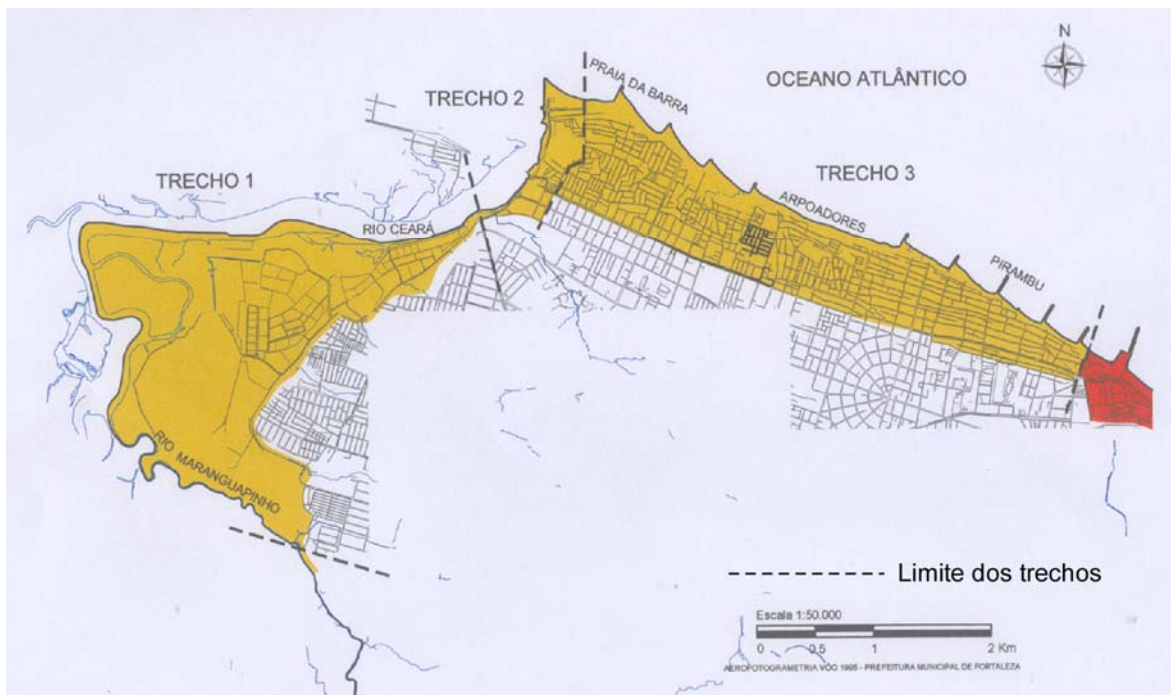 N
OCEANO ATLÂNTICO
PRAIA DA BARRA
TRECHO 2
TRECHO 1
TRECHO 3
ARPOADORES
RIO CEARÁ
PIRAMBU
RIO MARANGUAPINHO
Limite dos trechos
Escala 1:50.000
0 0,5 1 2 Km
AEROFOTOGRAMETRIA VÔO 1995 - PREFEITURA MUNICIPAL DE FORTALEZA